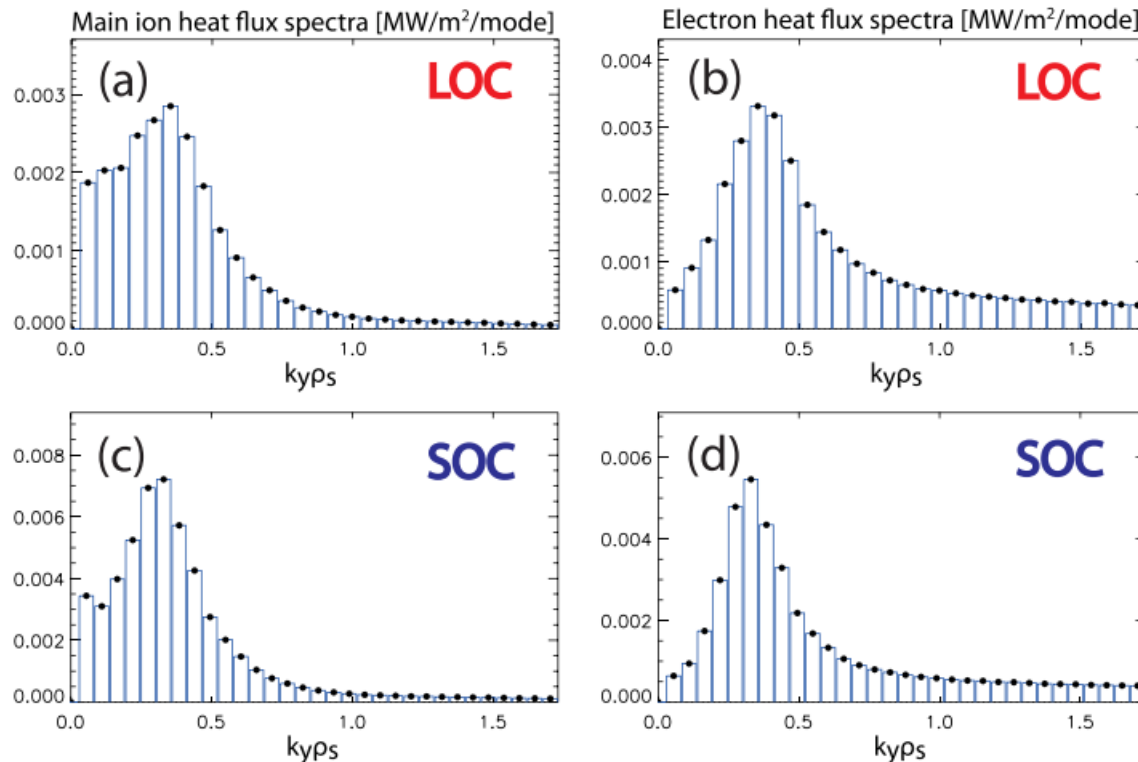 Main ion heat flux spectra [MW/m²/mode]
Electron heat flux spectra [MW/m²/mode]
(a)
LOC
0.003
0.002
0.001
0.000
0.0 0.5 1.0 1.5
kyρs
(b)
LOC
0.004
0.003
0.002
0.001
0.000
0.0 0.5 1.0 1.5
kyρs
(c)
SOC
0.008
0.006
0.004
0.002
0.000
0.0 0.5 1.0 1.5
kyρs
(d)
SOC
0.006
0.004
0.002
0.000
0.0 0.5 1.0 1.5
kyρs